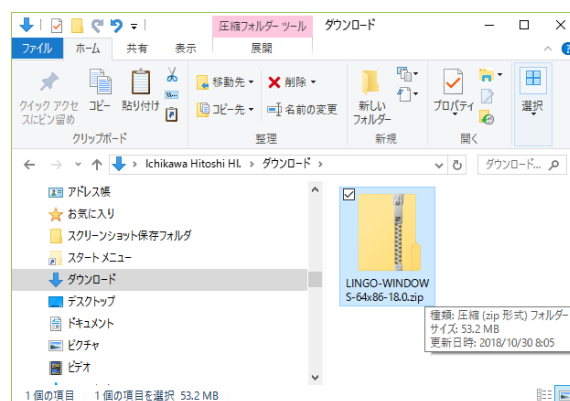 圧縮フォルダー ツール ダウンロード
ファイル ホーム 共有 表示 展開
クイック アクセスにピン留め
コピー
貼り付け
移動先
コピー先
削除
名前の変更
新しいフォルダー
プロパティ
選択
クリップボード 整理 新規 開く
Ichikawa Hitoshi HI. › ダウンロード ›
ダウンロード...
アドレス帳
お気に入り
スクリーンショット保存フォルダ
スタート メニュー
ダウンロード
デスクトップ
ドキュメント
ピクチャ
ビデオ
LINGO-WINDOW
S-64x86-18.0.zip
種類: 圧縮 (zip 形式) フォルダー
サイズ: 53.2 MB
更新日時: 2018/10/30 8:05
1 個の項目 1 個の項目を選択 53.2 MB